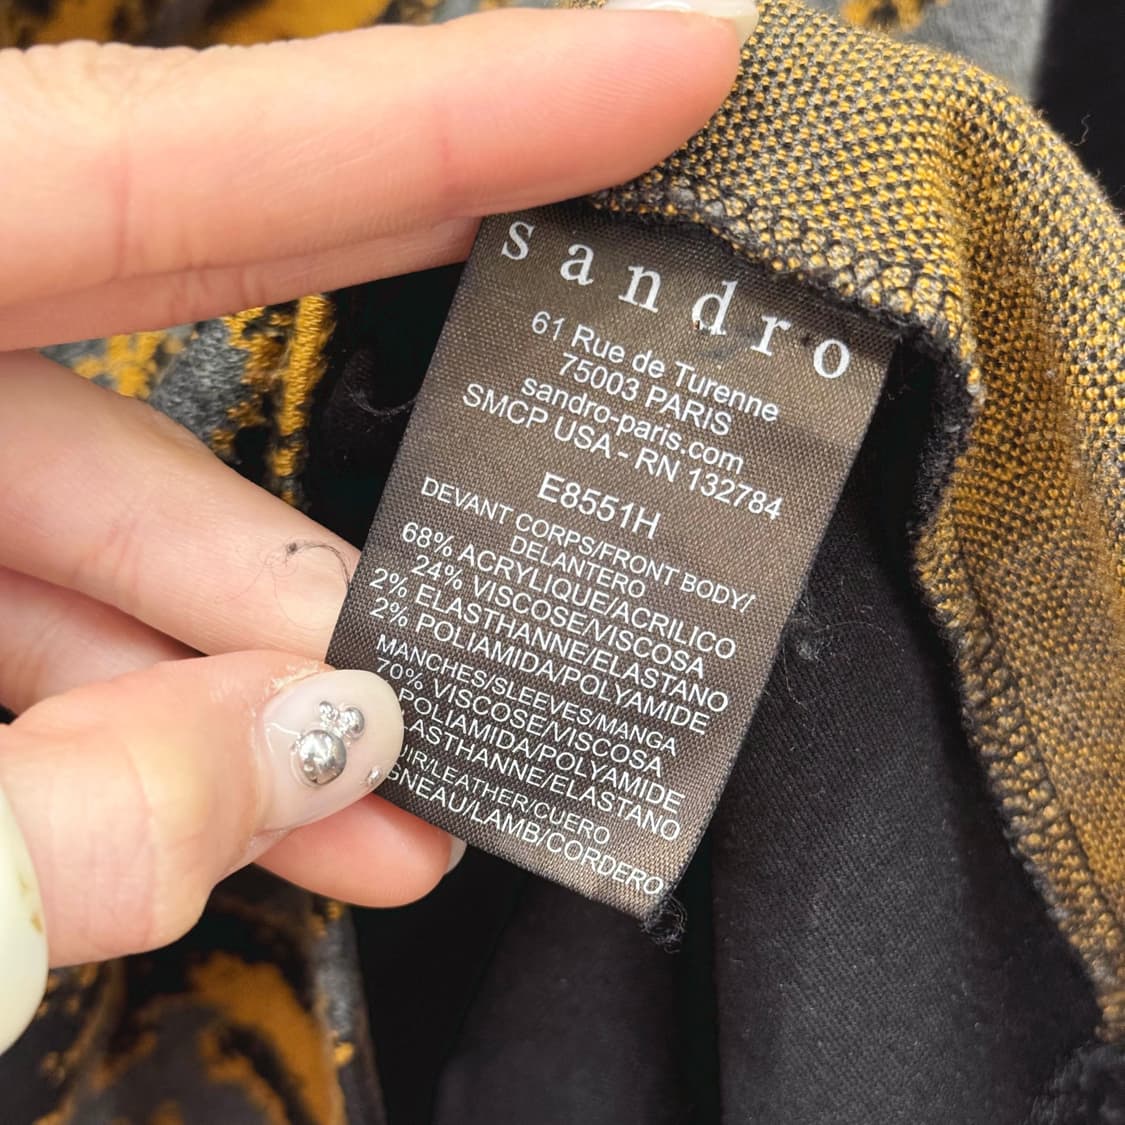 sandro
61 Rue de Turenne
75003 PARIS
sandro-paris.com
SMCP USA - RN 132784
E8551H
DEVANT CORPS/FRONT BODY/
DELANTERO
68% ACRYLIQUE/ACRILICO
24% VISCOSE/VISCOSA
2% ELASTHANNE/ELASTANO
2% POLIAMIDA/POLYAMIDE
MANCHES/SLEEVES/MANGA
70% VISCOSE/VISCOSA
POLIAMIDA/POLYAMIDE
LASTHANNE/ELASTANO
IR/LEATHER/CUERO
GNEAU/LAMB/CORDERO